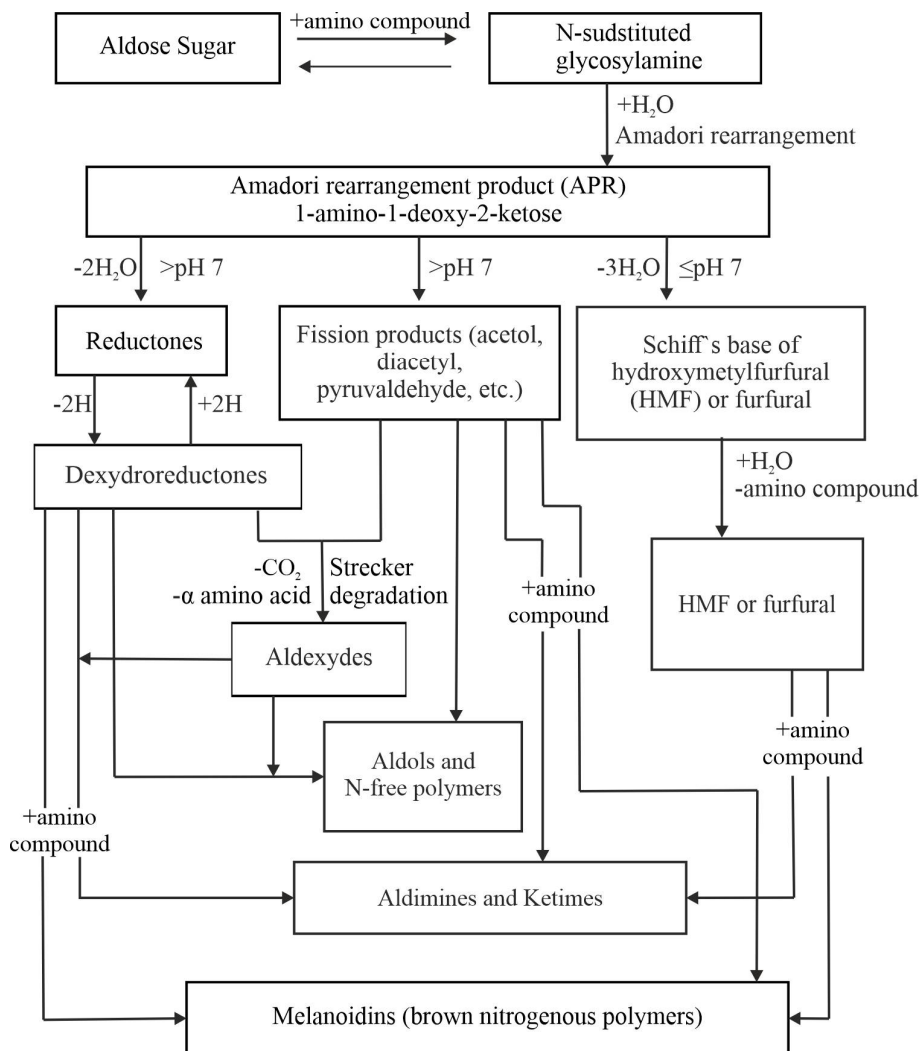 +amino compound
Aldose Sugar
N-sudstituted
glycosylamine
+H₂O
Amadori rearrangement
Amadori rearrangement product (APR)
1-amino-1-deoxy-2-ketose
-2H₂O >pH 7
>pH 7
-3H₂O ≤pH 7
Reductones
Fission products (acetol,
diacetyl,
pyruvaldehyde, etc.)
Schiff`s base of
hydroxymetylfurfural
(HMF) or furfural
-2H
+2H
Dexydroreductones
+H₂O
-amino compound
-CO₂
-α amino acid
Strecker
degradation
+amino
compound
HMF or furfural
Aldexydes
+amino
compound
Aldols and
N-free polymers
+amino
compound
Aldimines and Ketimes
Melanoidins (brown nitrogenous polymers)